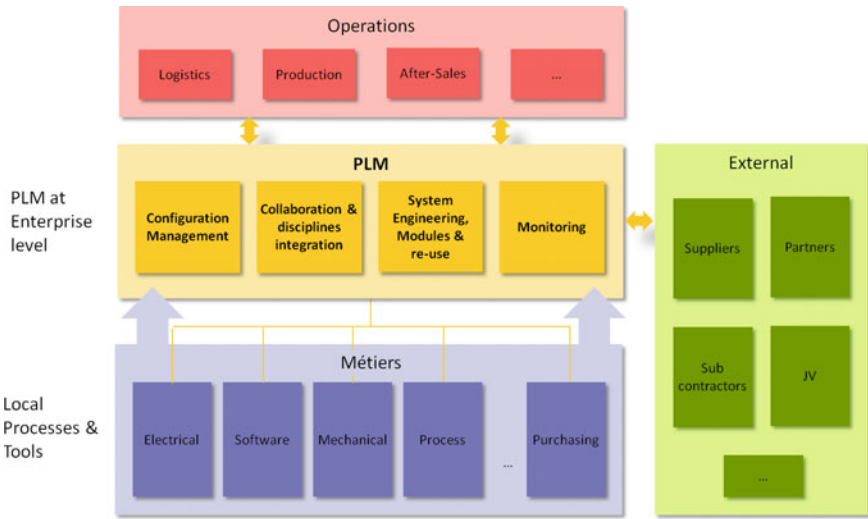 Operations
Logistics
Production
After-Sales
...
PLM at
Enterprise
level
PLM
Configuration
Management
Collaboration &
disciplines
integration
System
Engineering,
Modules &
re-use
Monitoring
External
Suppliers
Partners
Sub
contractors
JV
...
Local
Processes &
Tools
Métiers
Electrical
Software
Mechanical
Process
...
Purchasing